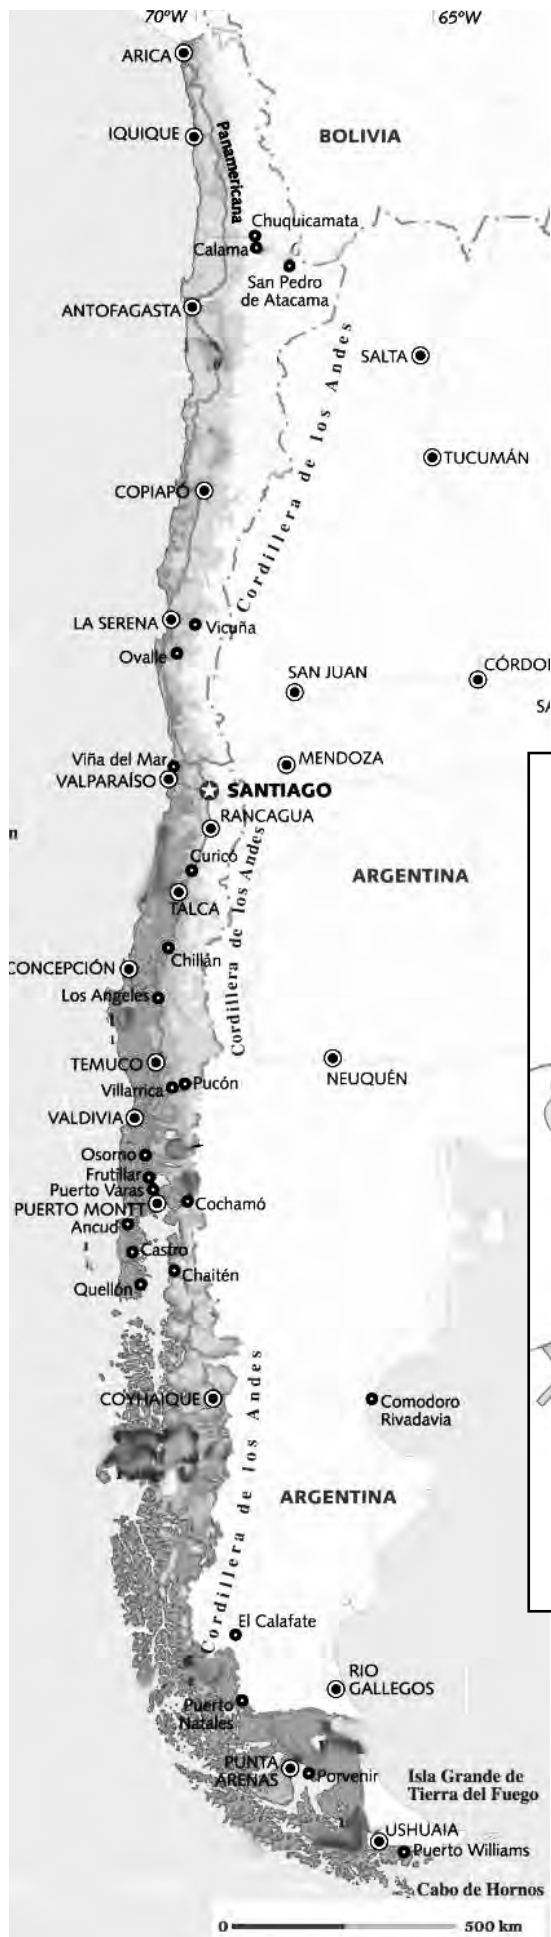 70°W
65°W
ARICA
IQUIQUE
Panamericana
BOLIVIA
Chuquicamata
Calama
San Pedro
de Atacama
ANTOFAGASTA
SALTA
Cordillera de los Andes
TUCUMÁN
COPIAPÓ
LA SERENA
Vicuña
Ovalle
SAN JUAN
CÓRDO
SA
Viña del Mar
VALPARAÍSO
MENDOZA
SANTIAGO
RANCAGUA
Curicó
TALCA
Cordillera de los Andes
ARGENTINA
Chillán
CONCEPCIÓN
Los Angeles
TEMUCO
NEUQUÉN
Villarrica
Pucón
VALDIVIA
Osorno
Frutillar
Puerto Varas
PUERTO MONTT
Cochamó
Ancud
Castro
Chaitén
Quellón
COYHAIQUE
Cordillera de los Andes
Comodoro
Rivadavia
ARGENTINA
El Calafate
RIO
GALLEGOS
Puerto
Natales
PUNTA
ARENAS
Porvenir
Isla Grande de
Tierra del Fuego
USHUAIA
Puerto Williams
Cabo de Hornos
0
500 km